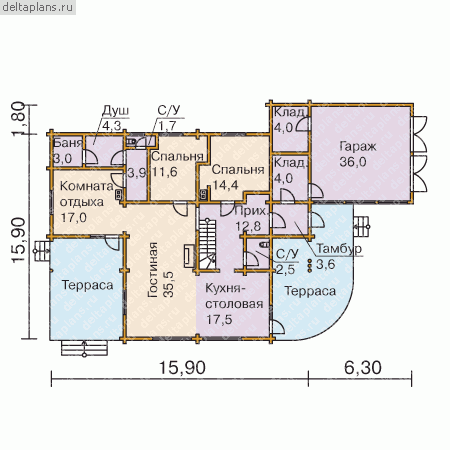 deltaplans.ru
1,80
15,90
Душ
4,3
С/У
1,7
Клад.
4,0
Баня
3,0
3,9
Спальня
11,6
Спальня
14,4
Клад.
4,0
Гараж
36,0
Комната
отдыха
17,0
Прих.
12,8
Тамбур
3,6
С/У
2,5
Терраса
Гостиная
35,5
Кухня-
столовая
17,5
Терраса
15,90
6,30